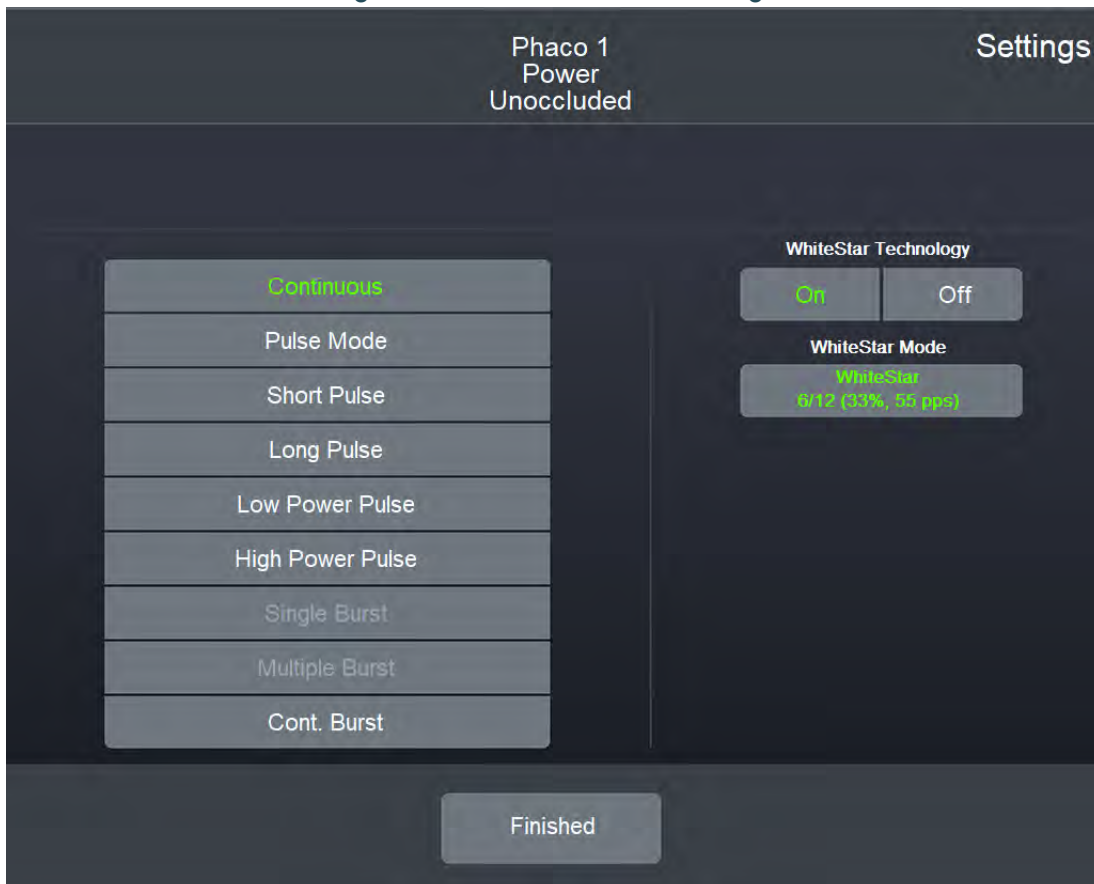 Phaco 1
Power
Unoccluded
Settings
Continuous
Pulse Mode
Short Pulse
Long Pulse
Low Power Pulse
High Power Pulse
Single Burst
Multiple Burst
Cont. Burst
WhiteStar Technology
On
Off
WhiteStar Mode
WhiteStar
6/12 (33%, 55 pps)
Finished